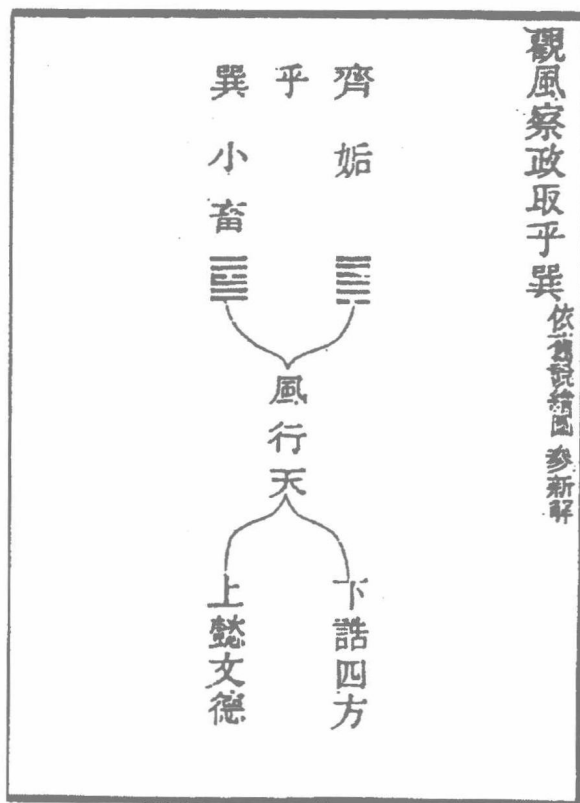 觀風察政取乎巽
依舊說繪圖參新解
齊
乎
巽
姤
小畜
風行天
下誥四方
上懿文德